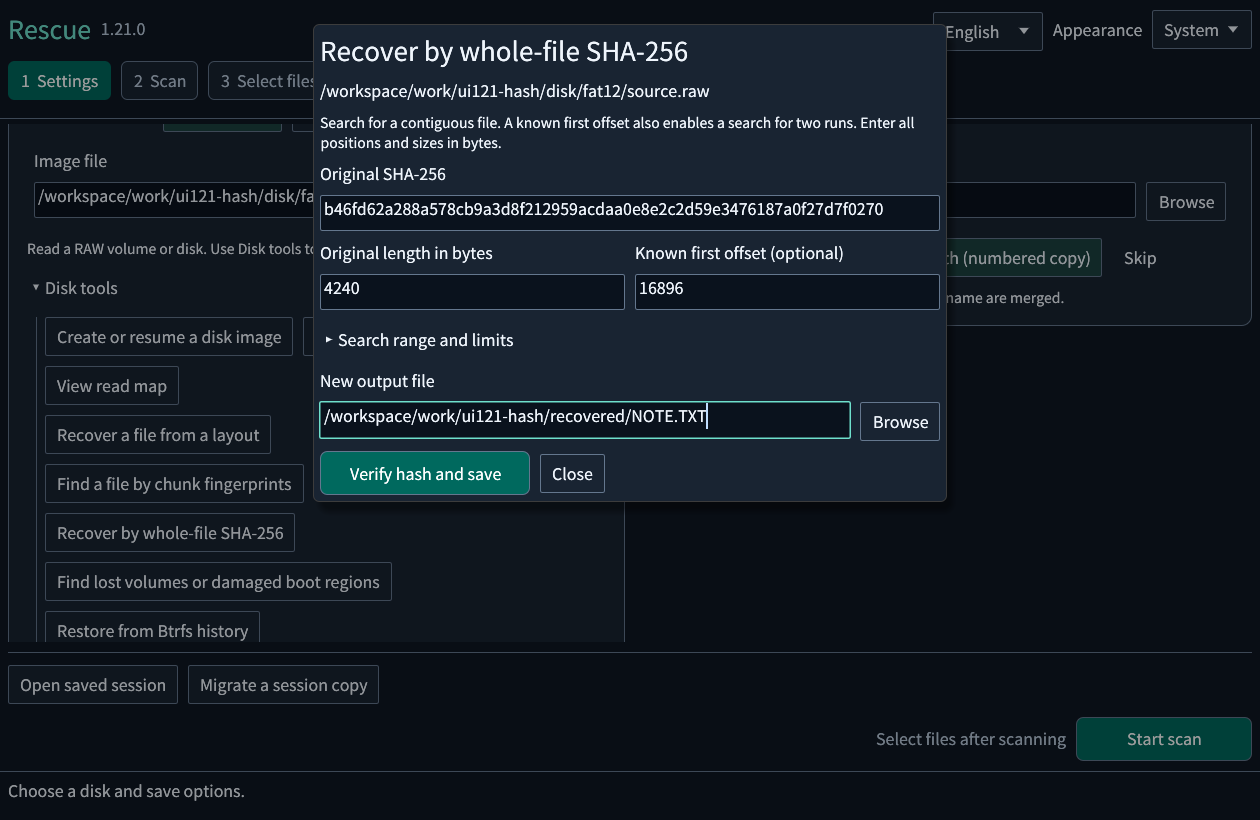 Rescue 1.21.0
English
Appearance
System
1 Settings
2 Scan
3 Select files
Recover by whole-file SHA-256
/workspace/work/ui121-hash/disk/fat12/source.raw
Search for a contiguous file. A known first offset also enables a search for two runs. Enter all
positions and sizes in bytes.
Original SHA-256
b46fd62a288a578cb9a3d8f212959acdaa0e8e2c2d59e3476187a0f27d7f0270
Original length in bytes
Known first offset (optional)
4240
16896
Search range and limits
New output file
/workspace/work/ui121-hash/recovered/NOTE.TXT
Browse
Verify hash and save
Close
Image file
/workspace/work/ui121-hash/disk/fa
Browse
Read a RAW volume or disk. Use Disk tools to
(numbered copy)
Skip
name are merged.
Disk tools
Create or resume a disk image
View read map
Recover a file from a layout
Find a file by chunk fingerprints
Recover by whole-file SHA-256
Find lost volumes or damaged boot regions
Restore from Btrfs history
Open saved session
Migrate a session copy
Select files after scanning
Start scan
Choose a disk and save options.